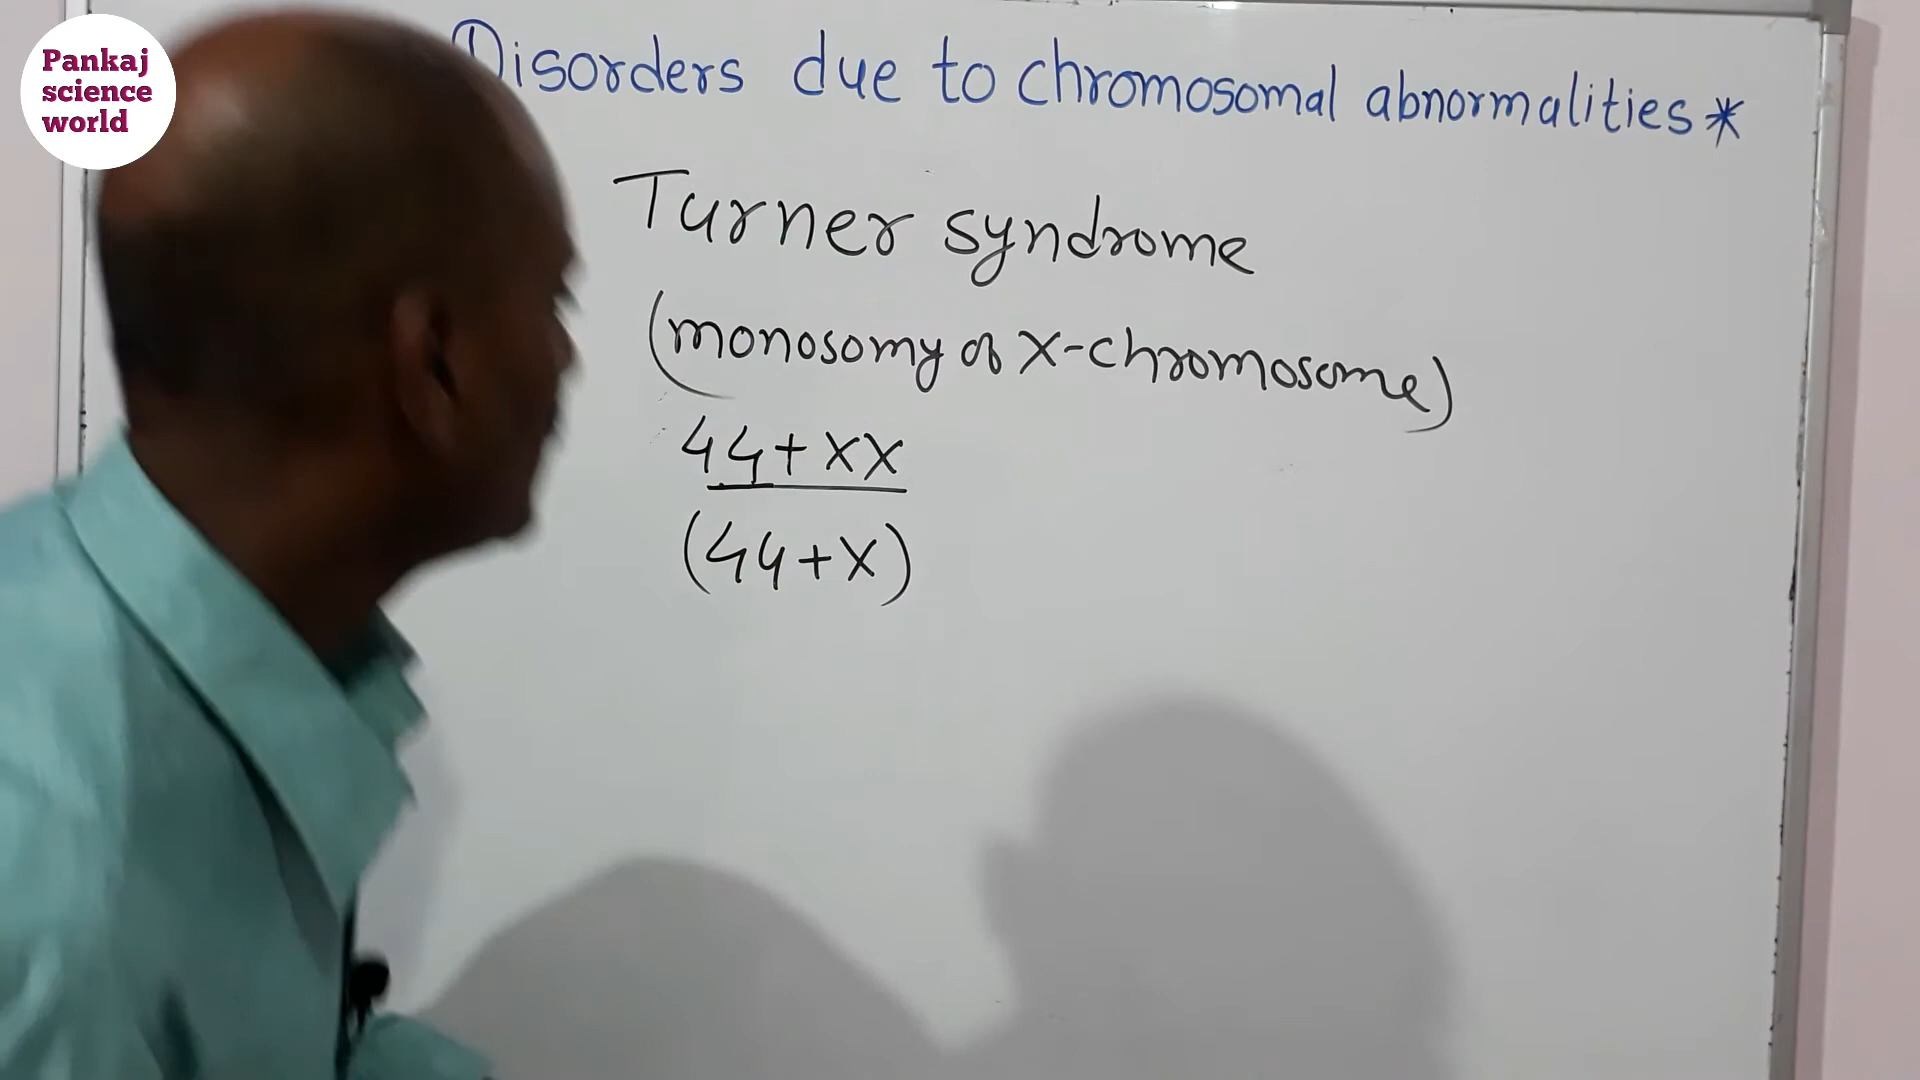 Pankaj
science
world
Disorders due to chromosomal abnormalities*
Turner syndrome
(monosomy of X-chromosome)
44+XX
(44+X)